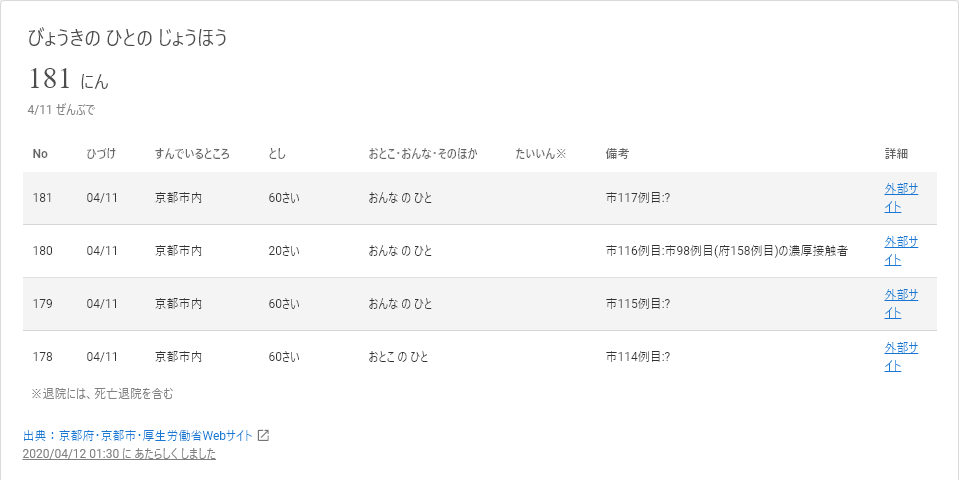 びょうきの ひとの じょうほう
181 にん
4/11 ぜんぶで
No ひづけ すんでいるところ とし おとこ・おんな・そのほか たいいん※ 備考 詳細
181 04/11 京都市内 60さい おんな の ひと 市117例目:? 外部サ
イト
180 04/11 京都市内 20さい おんな の ひと 市116例目:市98例目(府158例目)の濃厚接触者 外部サ
イト
179 04/11 京都市内 60さい おんな の ひと 市115例目:? 外部サ
イト
178 04/11 京都市内 60さい おとこ の ひと 市114例目:? 外部サ
イト
※退院には、死亡退院を含む
出典：京都府・京都市・厚生労働省Webサイト
2020/04/12 01:30 に あたらしく しました